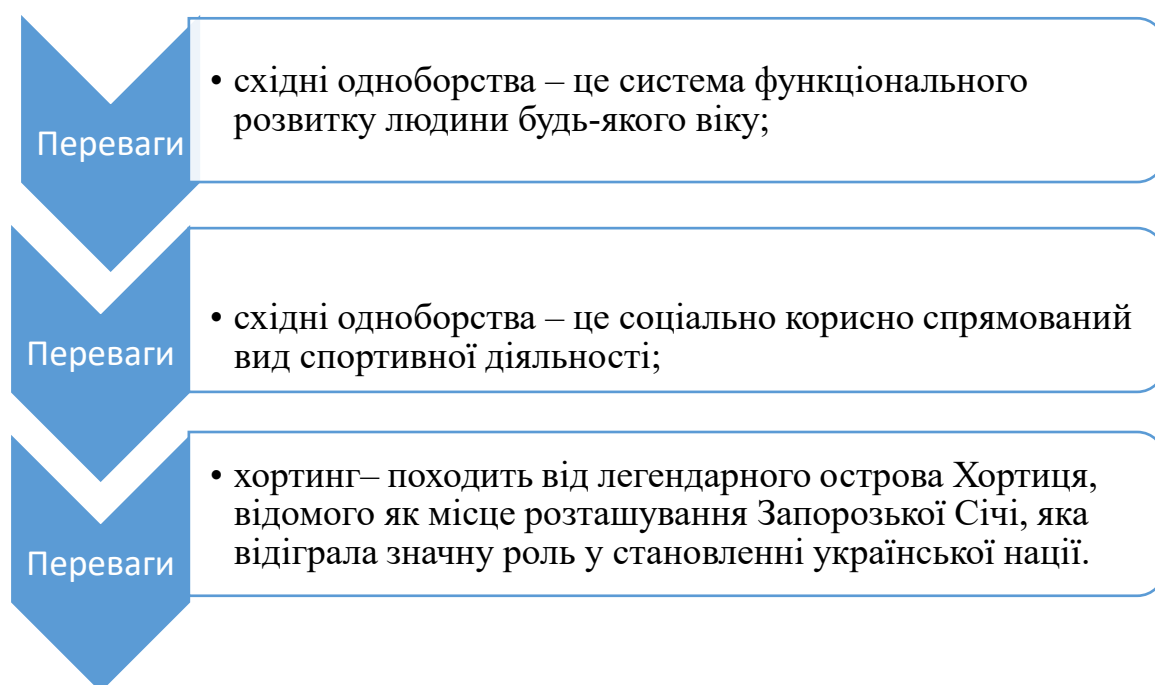 • східні одноборства – це система функціонального
розвитку людини будь-якого віку;
Переваги
• східні одноборства – це соціально корисно спрямований
вид спортивної діяльності;
Переваги
• хортинг– походить від легендарного острова Хортиця,
відомого як місце розташування Запорозької Січі, яка
відіграла значну роль у становленні української нації.
Переваги